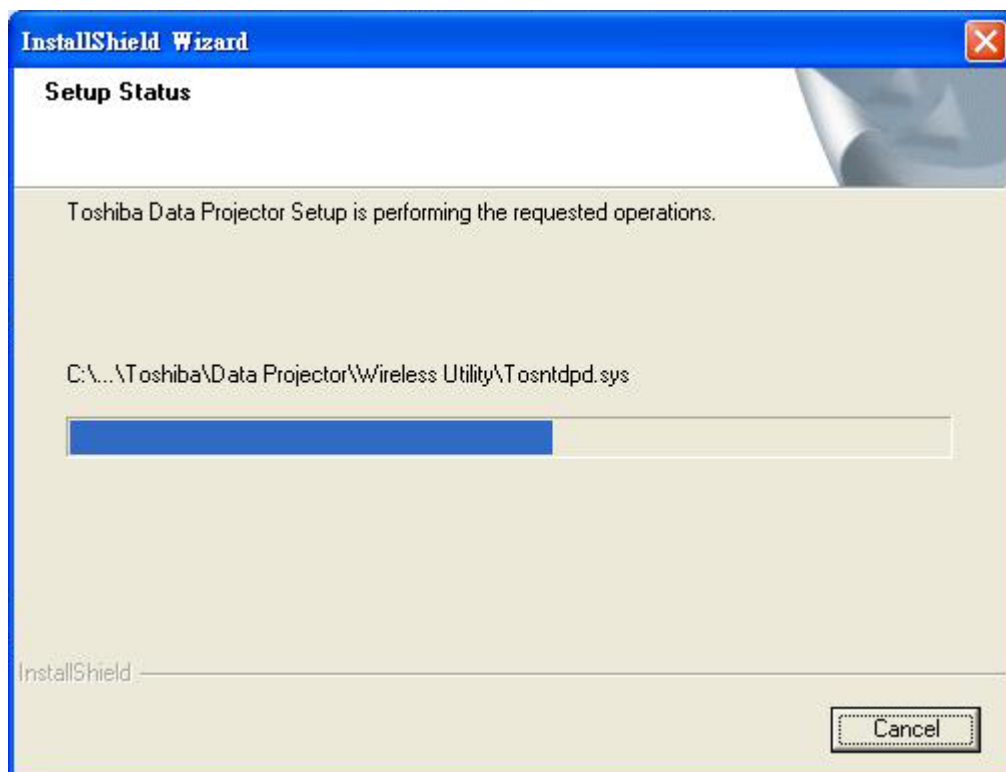 InstallShield Wizard
Setup Status
Toshiba Data Projector Setup is performing the requested operations.
C:\...\Toshiba\Data Projector\Wireless Utility\Tosntdpd.sys
InstallShield
Cancel